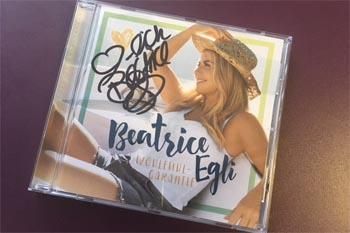 Beatrice
Egli
WOHLFÜHL-
GARANTIE